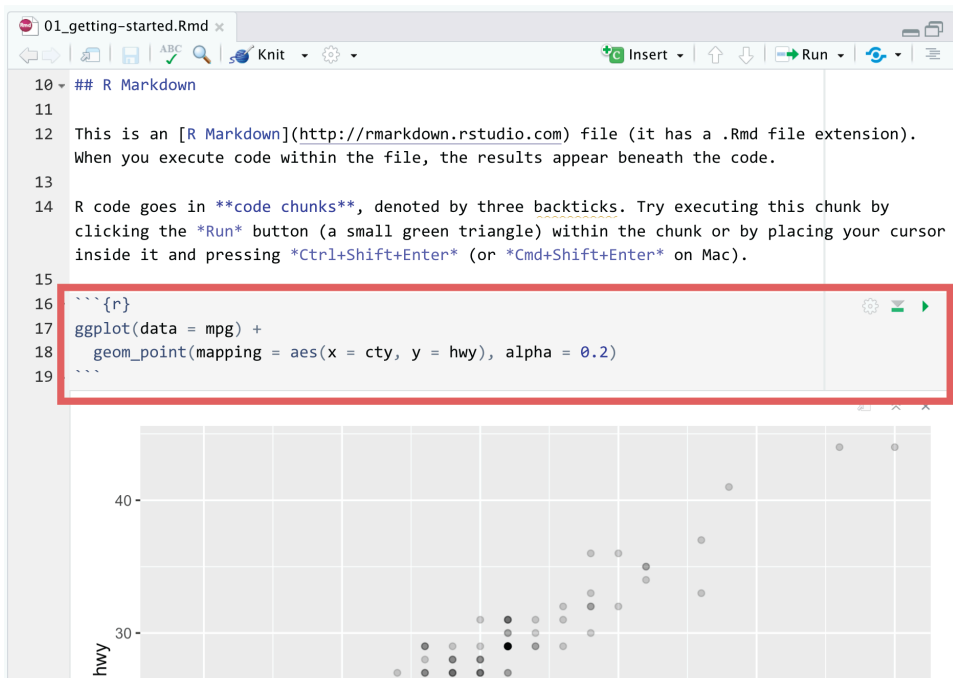 01_getting-started.Rmd
ABC Knit Insert Run
10 ## R Markdown
11
12 This is an [R Markdown](http://rmarkdown.rstudio.com) file (it has a .Rmd file extension).
When you execute code within the file, the results appear beneath the code.
13
14 R code goes in **code chunks**, denoted by three backticks. Try executing this chunk by
clicking the *Run* button (a small green triangle) within the chunk or by placing your cursor
inside it and pressing *Ctrl+Shift+Enter* (or *Cmd+Shift+Enter* on Mac).
15
16 ```{r}
17 ggplot(data = mpg) +
18   geom_point(mapping = aes(x = cty, y = hwy), alpha = 0.2)
19 ```
40
30
hwy